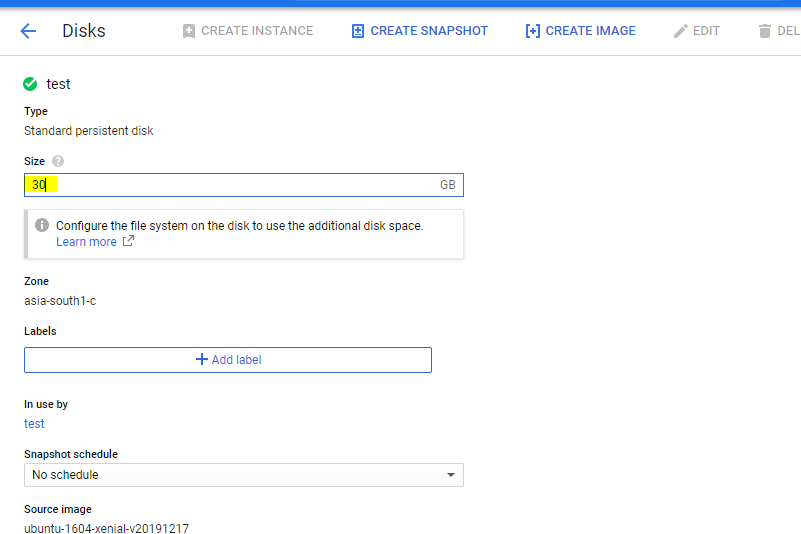 Disks CREATE INSTANCE CREATE SNAPSHOT CREATE IMAGE EDIT DEL
test
Type
Standard persistent disk
Size
30 GB
Configure the file system on the disk to use the additional disk space.
Learn more
Zone
asia-south1-c
Labels
Add label
In use by
test
Snapshot schedule
No schedule
Source image
ubuntu-1604-xenial-v20191217